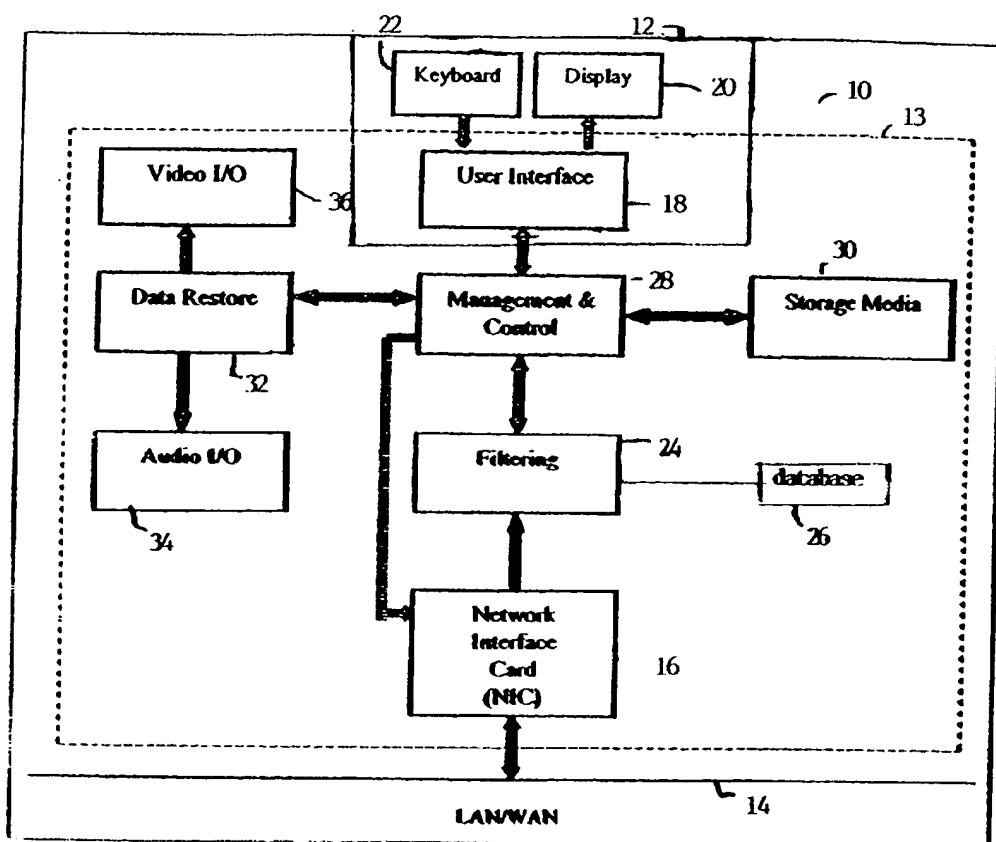 22
12
Keyboard
Display
20
10
13
Video I/O
36
User Interface
18
28
30
Data Restore
Management &
Control
Storage Media
32
24
Audio I/O
Filtering
database
34
26
Network
Interface
Card
(NIC)
16
14
LAN/WAN